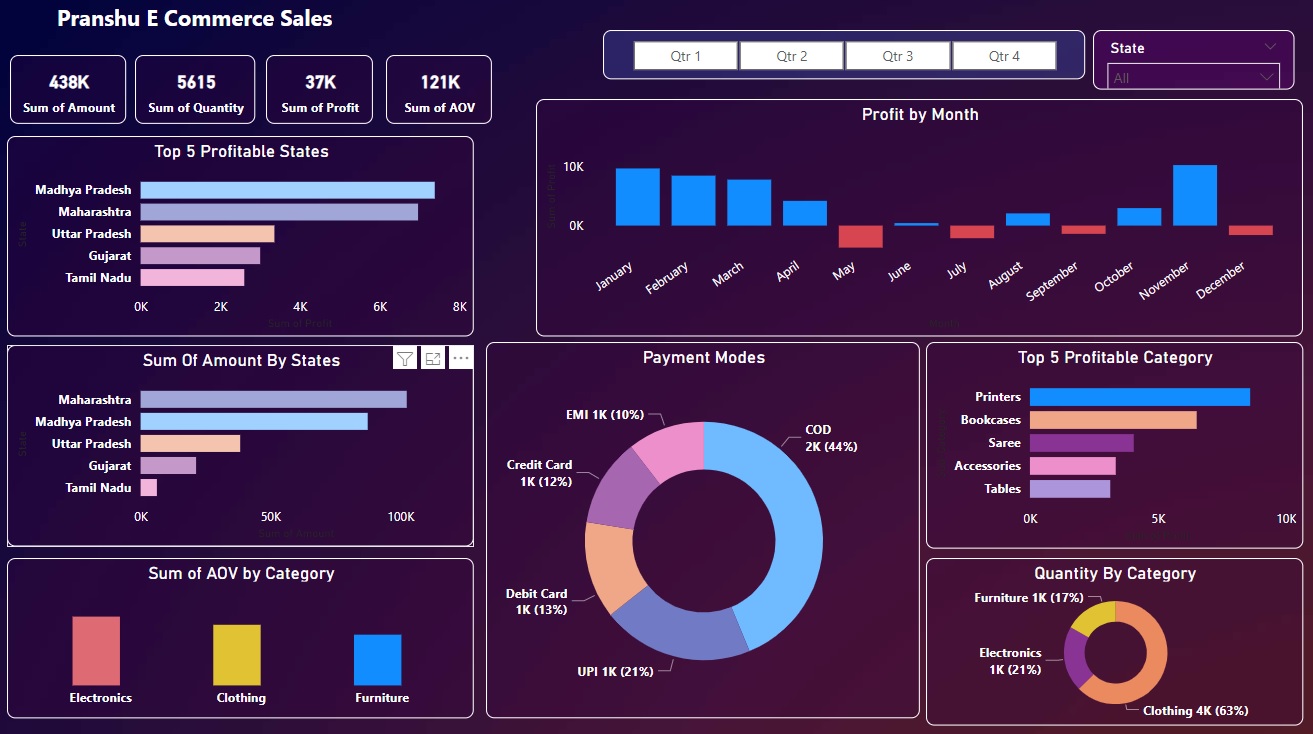 Pranshu E Commerce Sales
Qtr 1
Qtr 2
Qtr 3
Qtr 4
State
All
438K
Sum of Amount
5615
Sum of Quantity
37K
Sum of Profit
121K
Sum of AOV
Top 5 Profitable States
State
Madhya Pradesh
Maharashtra
Uttar Pradesh
Gujarat
Tamil Nadu
0K
2K
4K
6K
8K
Sum of Profit
Profit by Month
Sum of Profit
10K
0K
January
February
March
April
May
June
July
August
September
October
November
December
Month
Sum Of Amount By States
State
Maharashtra
Madhya Pradesh
Uttar Pradesh
Gujarat
Tamil Nadu
0K
50K
100K
Sum of Amount
Payment Modes
EMI 1K (10%)
COD
2K (44%)
Credit Card
1K (12%)
Debit Card
1K (13%)
UPI 1K (21%)
Top 5 Profitable Category
Printers
Bookcases
Saree
Accessories
Tables
0K
5K
10K
Sum of AOV by Category
Electronics
Clothing
Furniture
Quantity By Category
Furniture 1K (17%)
Electronics
1K (21%)
Clothing 4K (63%)